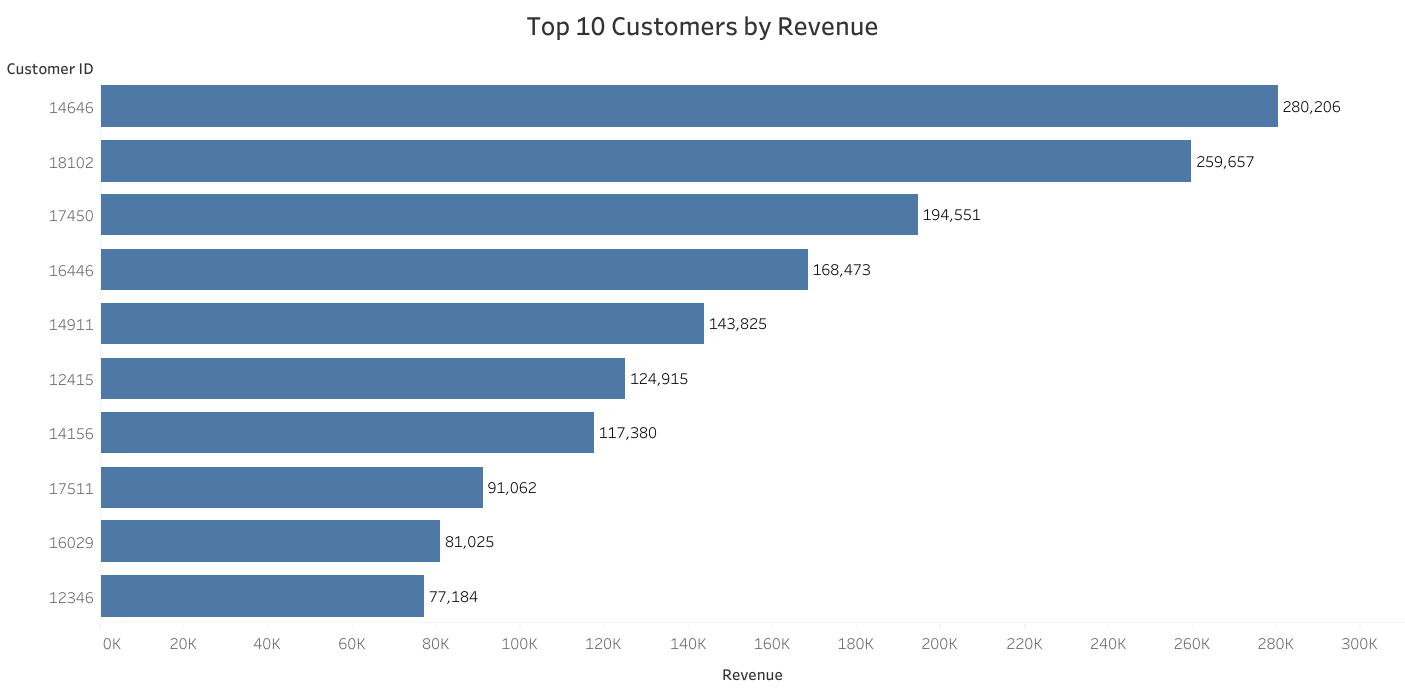 Top 10 Customers by Revenue
Customer ID
14646 280,206
18102 259,657
17450 194,551
16446 168,473
14911 143,825
12415 124,915
14156 117,380
17511 91,062
16029 81,025
12346 77,184
0K 20K 40K 60K 80K 100K 120K 140K 160K 180K 200K 220K 240K 260K 280K 300K
Revenue